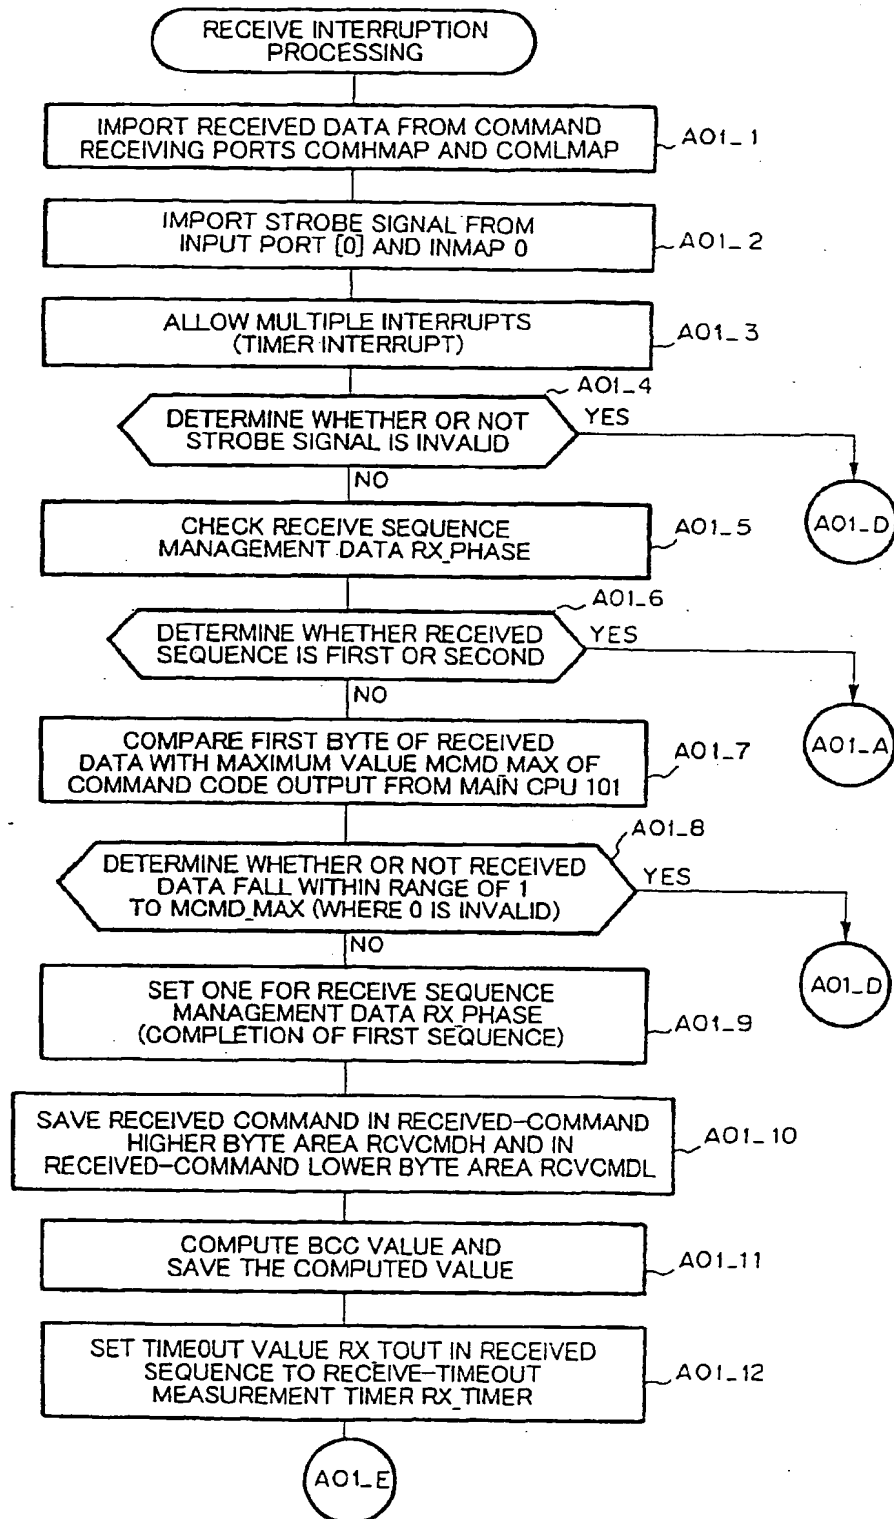 RECEIVE INTERRUPTION
PROCESSING
IMPORT RECEIVED DATA FROM COMMAND
RECEIVING PORTS COMHMAP AND COMLMAP
A01_1
IMPORT STROBE SIGNAL FROM
INPUT PORT [0] AND INMAP 0
A01_2
ALLOW MULTIPLE INTERRUPTS
(TIMER INTERRUPT)
A01_3
A01_4
DETERMINE WHETHER OR NOT
STROBE SIGNAL IS INVALID
YES
NO
A01_D
CHECK RECEIVE SEQUENCE
MANAGEMENT DATA RX_PHASE
A01_5
A01_6
DETERMINE WHETHER RECEIVED
SEQUENCE IS FIRST OR SECOND
YES
NO
A01_A
COMPARE FIRST BYTE OF RECEIVED
DATA WITH MAXIMUM VALUE MCMD_MAX OF
COMMAND CODE OUTPUT FROM MAIN CPU 101
A01_7
A01_8
DETERMINE WHETHER OR NOT RECEIVED
DATA FALL WITHIN RANGE OF 1
TO MCMD_MAX (WHERE 0 IS INVALID)
YES
NO
A01_D
SET ONE FOR RECEIVE SEQUENCE
MANAGEMENT DATA RX_PHASE
(COMPLETION OF FIRST SEQUENCE)
A01_9
SAVE RECEIVED COMMAND IN RECEIVED-COMMAND
HIGHER BYTE AREA RCVCMDH AND IN
RECEIVED-COMMAND LOWER BYTE AREA RCVCMDL
A01_10
COMPUTE BCC VALUE AND
SAVE THE COMPUTED VALUE
A01_11
SET TIMEOUT VALUE RX_TOUT IN RECEIVED
SEQUENCE TO RECEIVE-TIMEOUT
MEASUREMENT TIMER RX_TIMER
A01_12
A01_E